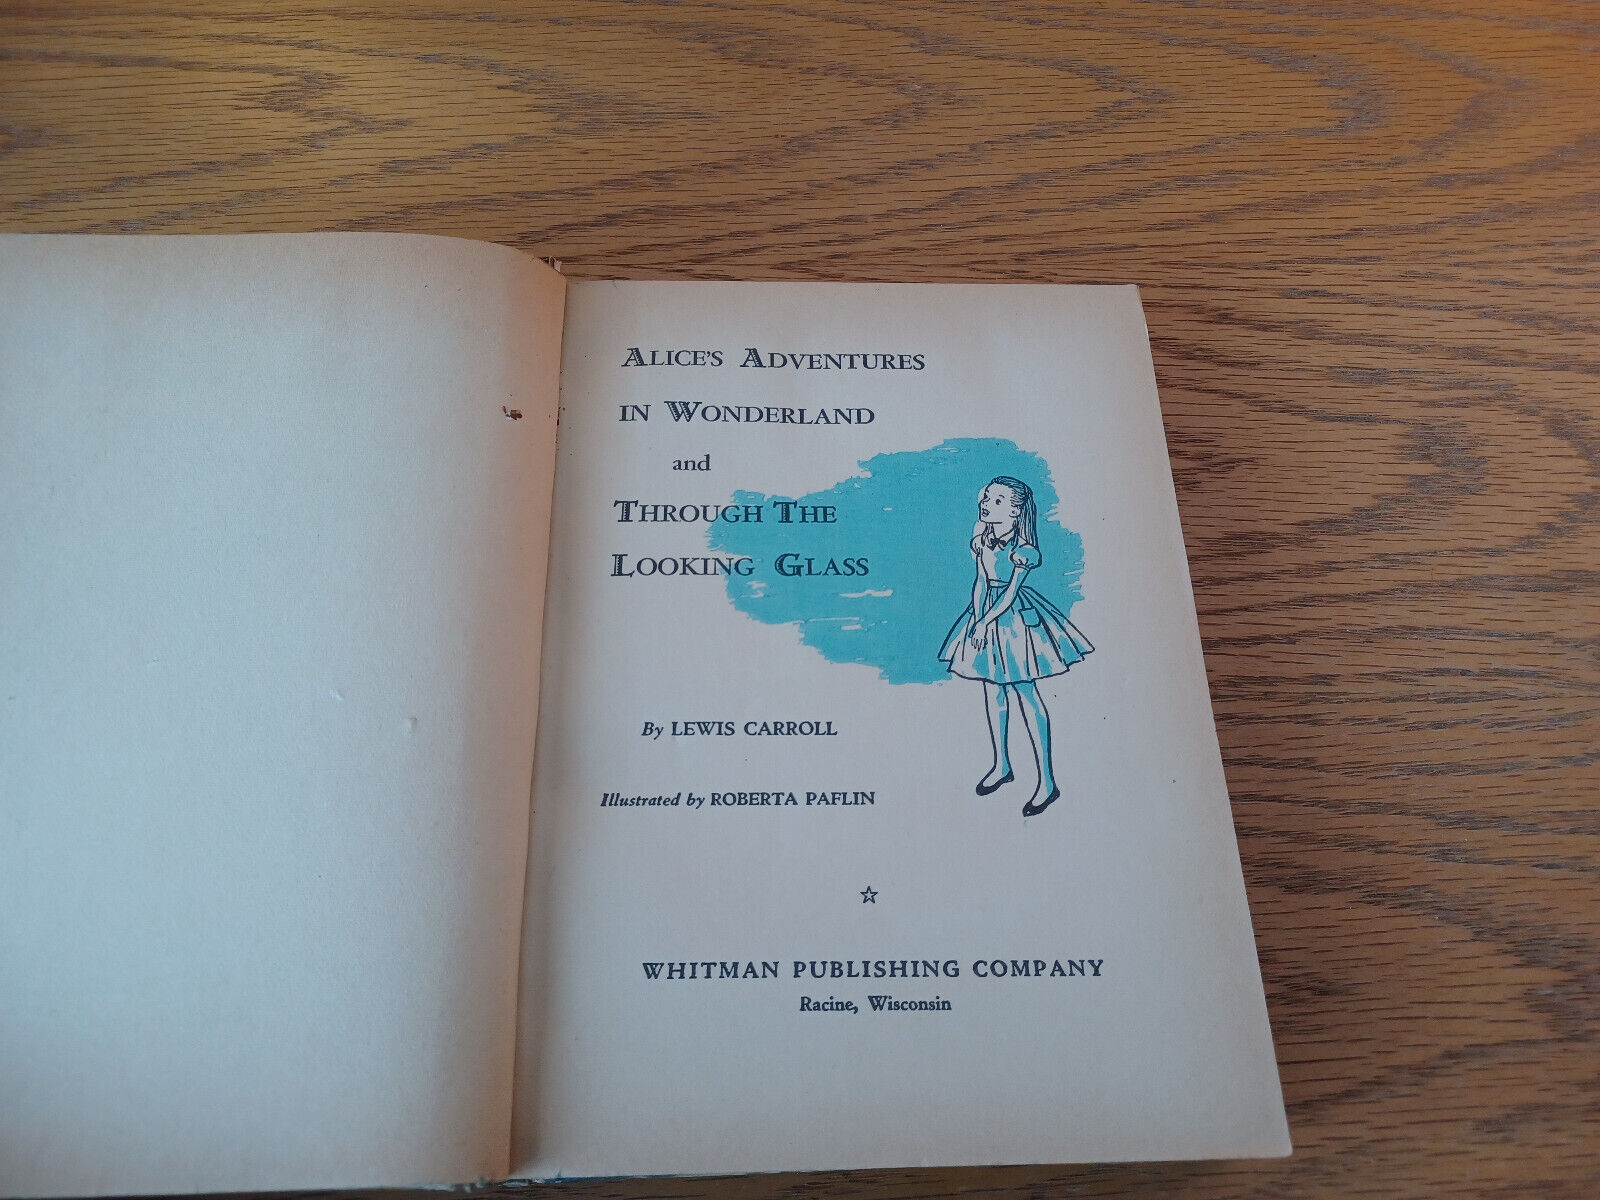 Alice's Adventures
in Wonderland
and
Through The
Looking Glass
By LEWIS CARROLL
Illustrated by ROBERTA PAFLIN
☆
WHITMAN PUBLISHING COMPANY
Racine, Wisconsin